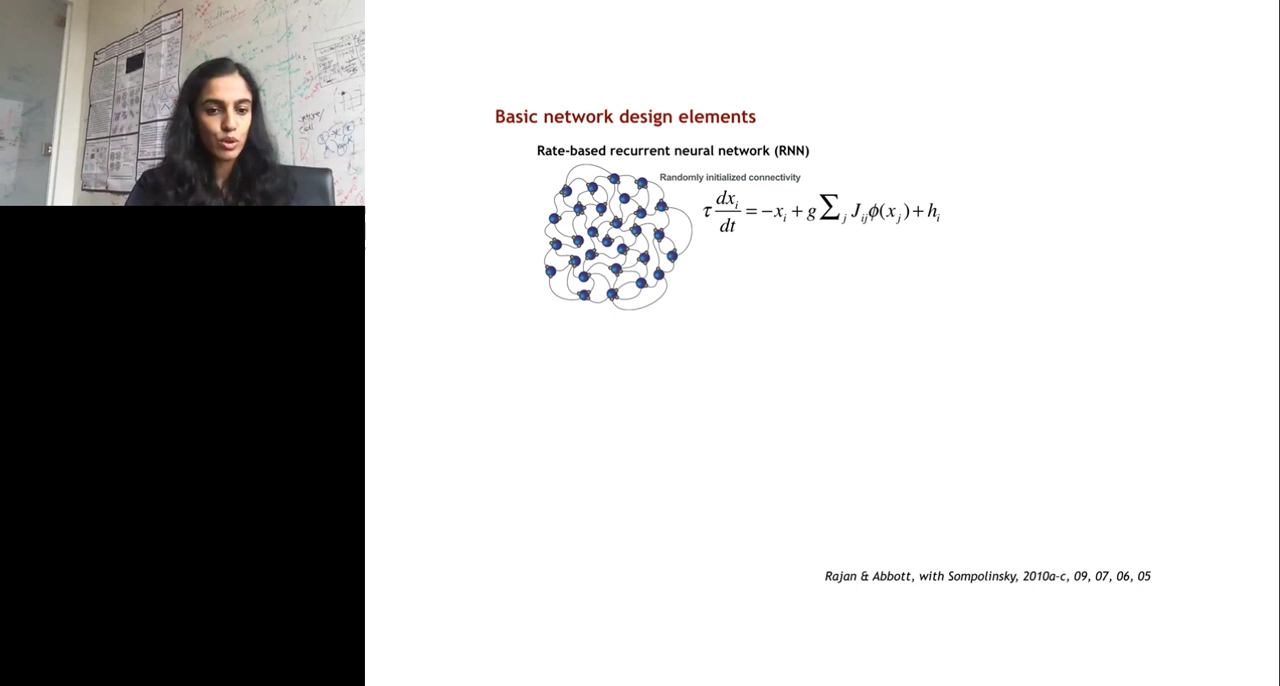 Basic network design elements
Rate-based recurrent neural network (RNN)
Randomly initialized connectivity
τ dx_i/dt = −x_i + g∑_j J_ij ϕ(x_j) + h_i
Rajan & Abbott, with Sompolinsky, 2010a-c, 09, 07, 06, 05